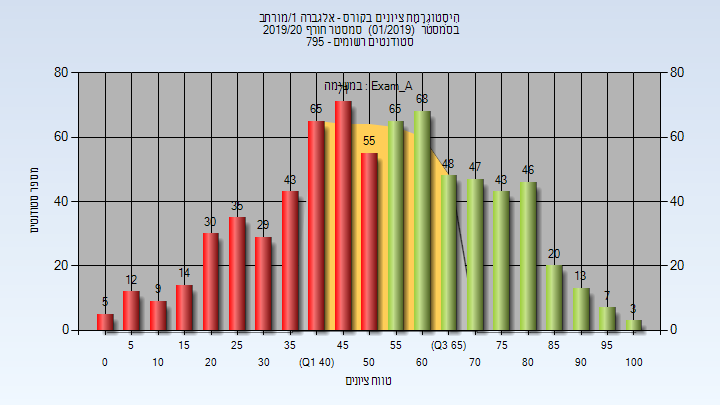 היסטוגרמת ציונים בקורס - אלגברה 1/מורחב
בסמסטר (01/2019) סמסטר חורף 2019/20
סטודנטים רשומים - 795
במשימה : Exam_A
מספר סטודנטים
80 60 40 20 0
5 12 9 14 30 35 29 43 65 71 55 65 68 48 47 43 46 20 13 7 3
80 60 40 20 0
5 15 25 35 45 55 (Q3 65) 75 85 95
0 10 20 30 (Q1 40) 50 60 70 80 90 100
טווח ציונים